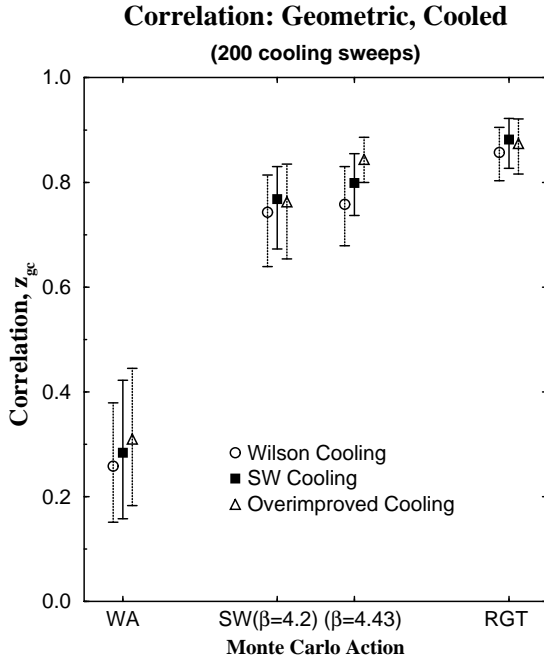 Correlation: Geometric, Cooled
(200 cooling sweeps)
Correlation, z_gc
1.0
0.8
0.6
0.4
0.2
0.0
Wilson Cooling
SW Cooling
Overimproved Cooling
WA SW(β=4.2) (β=4.43) RGT
Monte Carlo Action